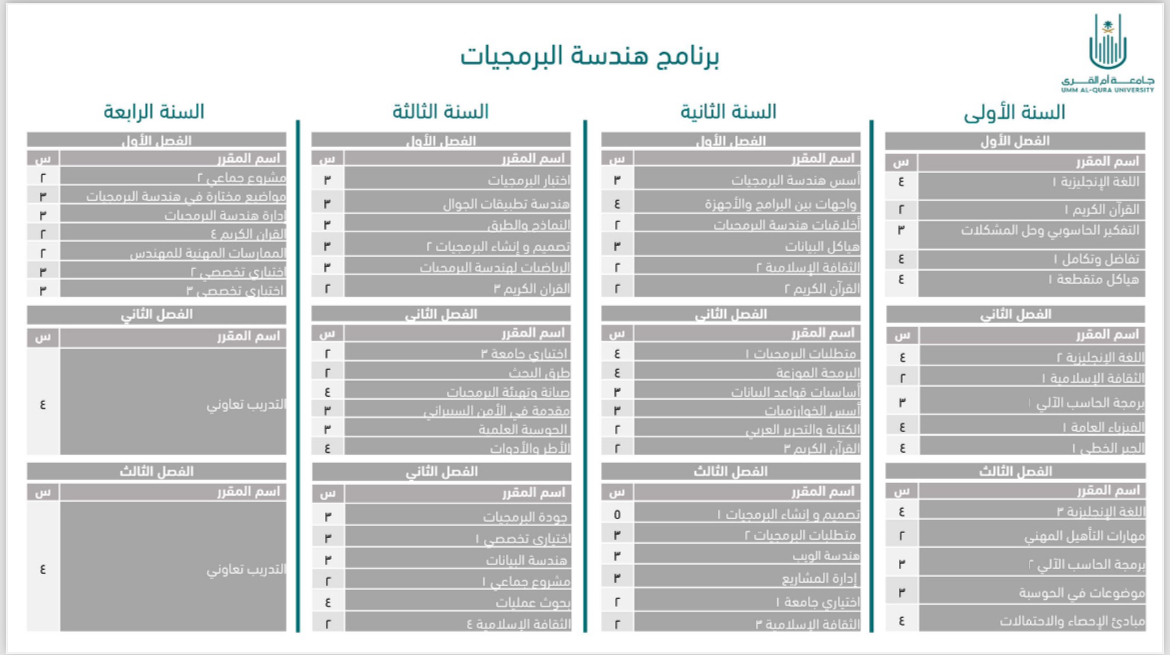 جامعة أم القرى
UMM AL-QURA UNIVERSITY
برنامج هندسة البرمجيات
السنة الأولى
الفصل الأول
اسم المقرر س
اللغة الإنجليزية ١ ٤
القرآن الكريم ١ ٢
التفكير الحاسوبي وحل المشكلات ٣
تفاضل وتكامل ١ ٤
هياكل متقطعة ١ ٤
الفصل الثاني
اسم المقرر س
اللغة الإنجليزية ٢ ٤
الثقافة الإسلامية ١ ٢
برمجة الحاسب الآلي ١ ٣
الفيزياء العامة ١ ٤
الجبر الخطي ١ ٤
الفصل الثالث
اسم المقرر س
اللغة الإنجليزية ٣ ٤
مهارات التأهيل المهني ٢
برمجة الحاسب الآلي ٢ ٣
موضوعات في الحوسبة ٣
مبادئ الإحصاء والاحتمالات ٤
السنة الثانية
الفصل الأول
اسم المقرر س
أسس هندسة البرمجيات ٣
واجهات بين البرامج والأجهزة ٤
أخلاقيات هندسة البرمجيات ٢
هياكل البيانات ٣
الثقافة الإسلامية ٢ ٢
القرآن الكريم ٢ ٢
الفصل الثاني
اسم المقرر س
متطلبات البرمجيات ١ ٤
البرمجة الموزعة ٤
أساسيات قواعد البيانات ٣
أسس الخوارزميات ٣
الكتابة والتحرير العربي ٢
القرآن الكريم ٣ ٢
الفصل الثالث
اسم المقرر س
تصميم و إنشاء البرمجيات ١ ٥
متطلبات البرمجيات ٢ ٣
هندسة الويب ٣
إدارة المشاريع ٣
اختياري جامعة ١ ٢
الثقافة الإسلامية ٣ ٢
السنة الثالثة
الفصل الأول
اسم المقرر س
اختبار البرمجيات ٣
هندسة تطبيقات الجوال ٣
النماذج والطرق ٣
تصميم و إنشاء البرمجيات ٢ ٣
الرياضيات لهندسة البرمجيات ٣
القران الكريم ٣ ٢
الفصل الثاني
اسم المقرر س
اختياري جامعة ٣ ٢
طرق البحث ٢
صيانة وتهيئة البرمجيات ٤
مقدمة في الأمن السيبراني ٣
الحوسبة العلمية ٣
الأطر والأدوات ٤
الفصل الثاني
اسم المقرر س
جودة البرمجيات ٣
اختياري تخصصي ١ ٣
هندسة البيانات ٣
مشروع جماعي ١ ٢
بحوث عمليات ٤
الثقافة الإسلامية ٤ ٢
السنة الرابعة
الفصل الأول
اسم المقرر س
مشروع جماعي ٢ ٢
مواضيع مختارة في هندسة البرمجيات ٣
إدارة هندسة البرمجيات ٣
القران الكريم ٤ ٢
الممارسات المهنية للمهندس ٢
اختياري تخصصي ٢ ٣
اختياري تخصصي ٣ ٣
الفصل الثاني
اسم المقرر س
التدريب تعاوني ٤
الفصل الثالث
اسم المقرر س
التدريب تعاوني ٤